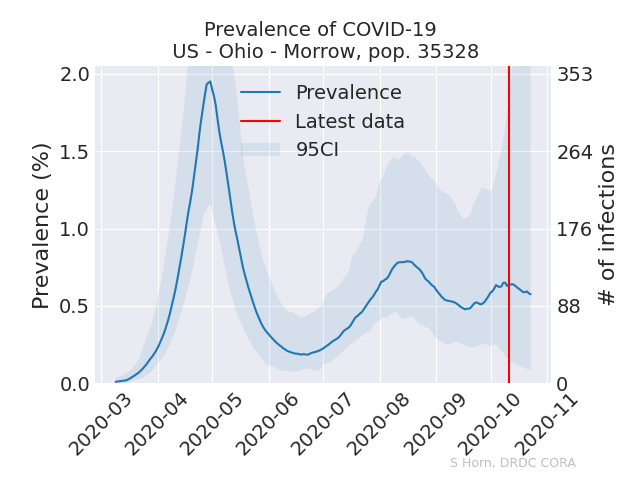 Prevalence of COVID-19
US - Ohio - Morrow, pop. 35328
Prevalence (%)
2.0
1.5
1.0
0.5
0.0
Prevalence
Latest data
95CI
353
264
176
88
0
# of infections
2020-03
2020-04
2020-05
2020-06
2020-07
2020-08
2020-09
2020-10
2020-11
S Horn, DRDC CORA